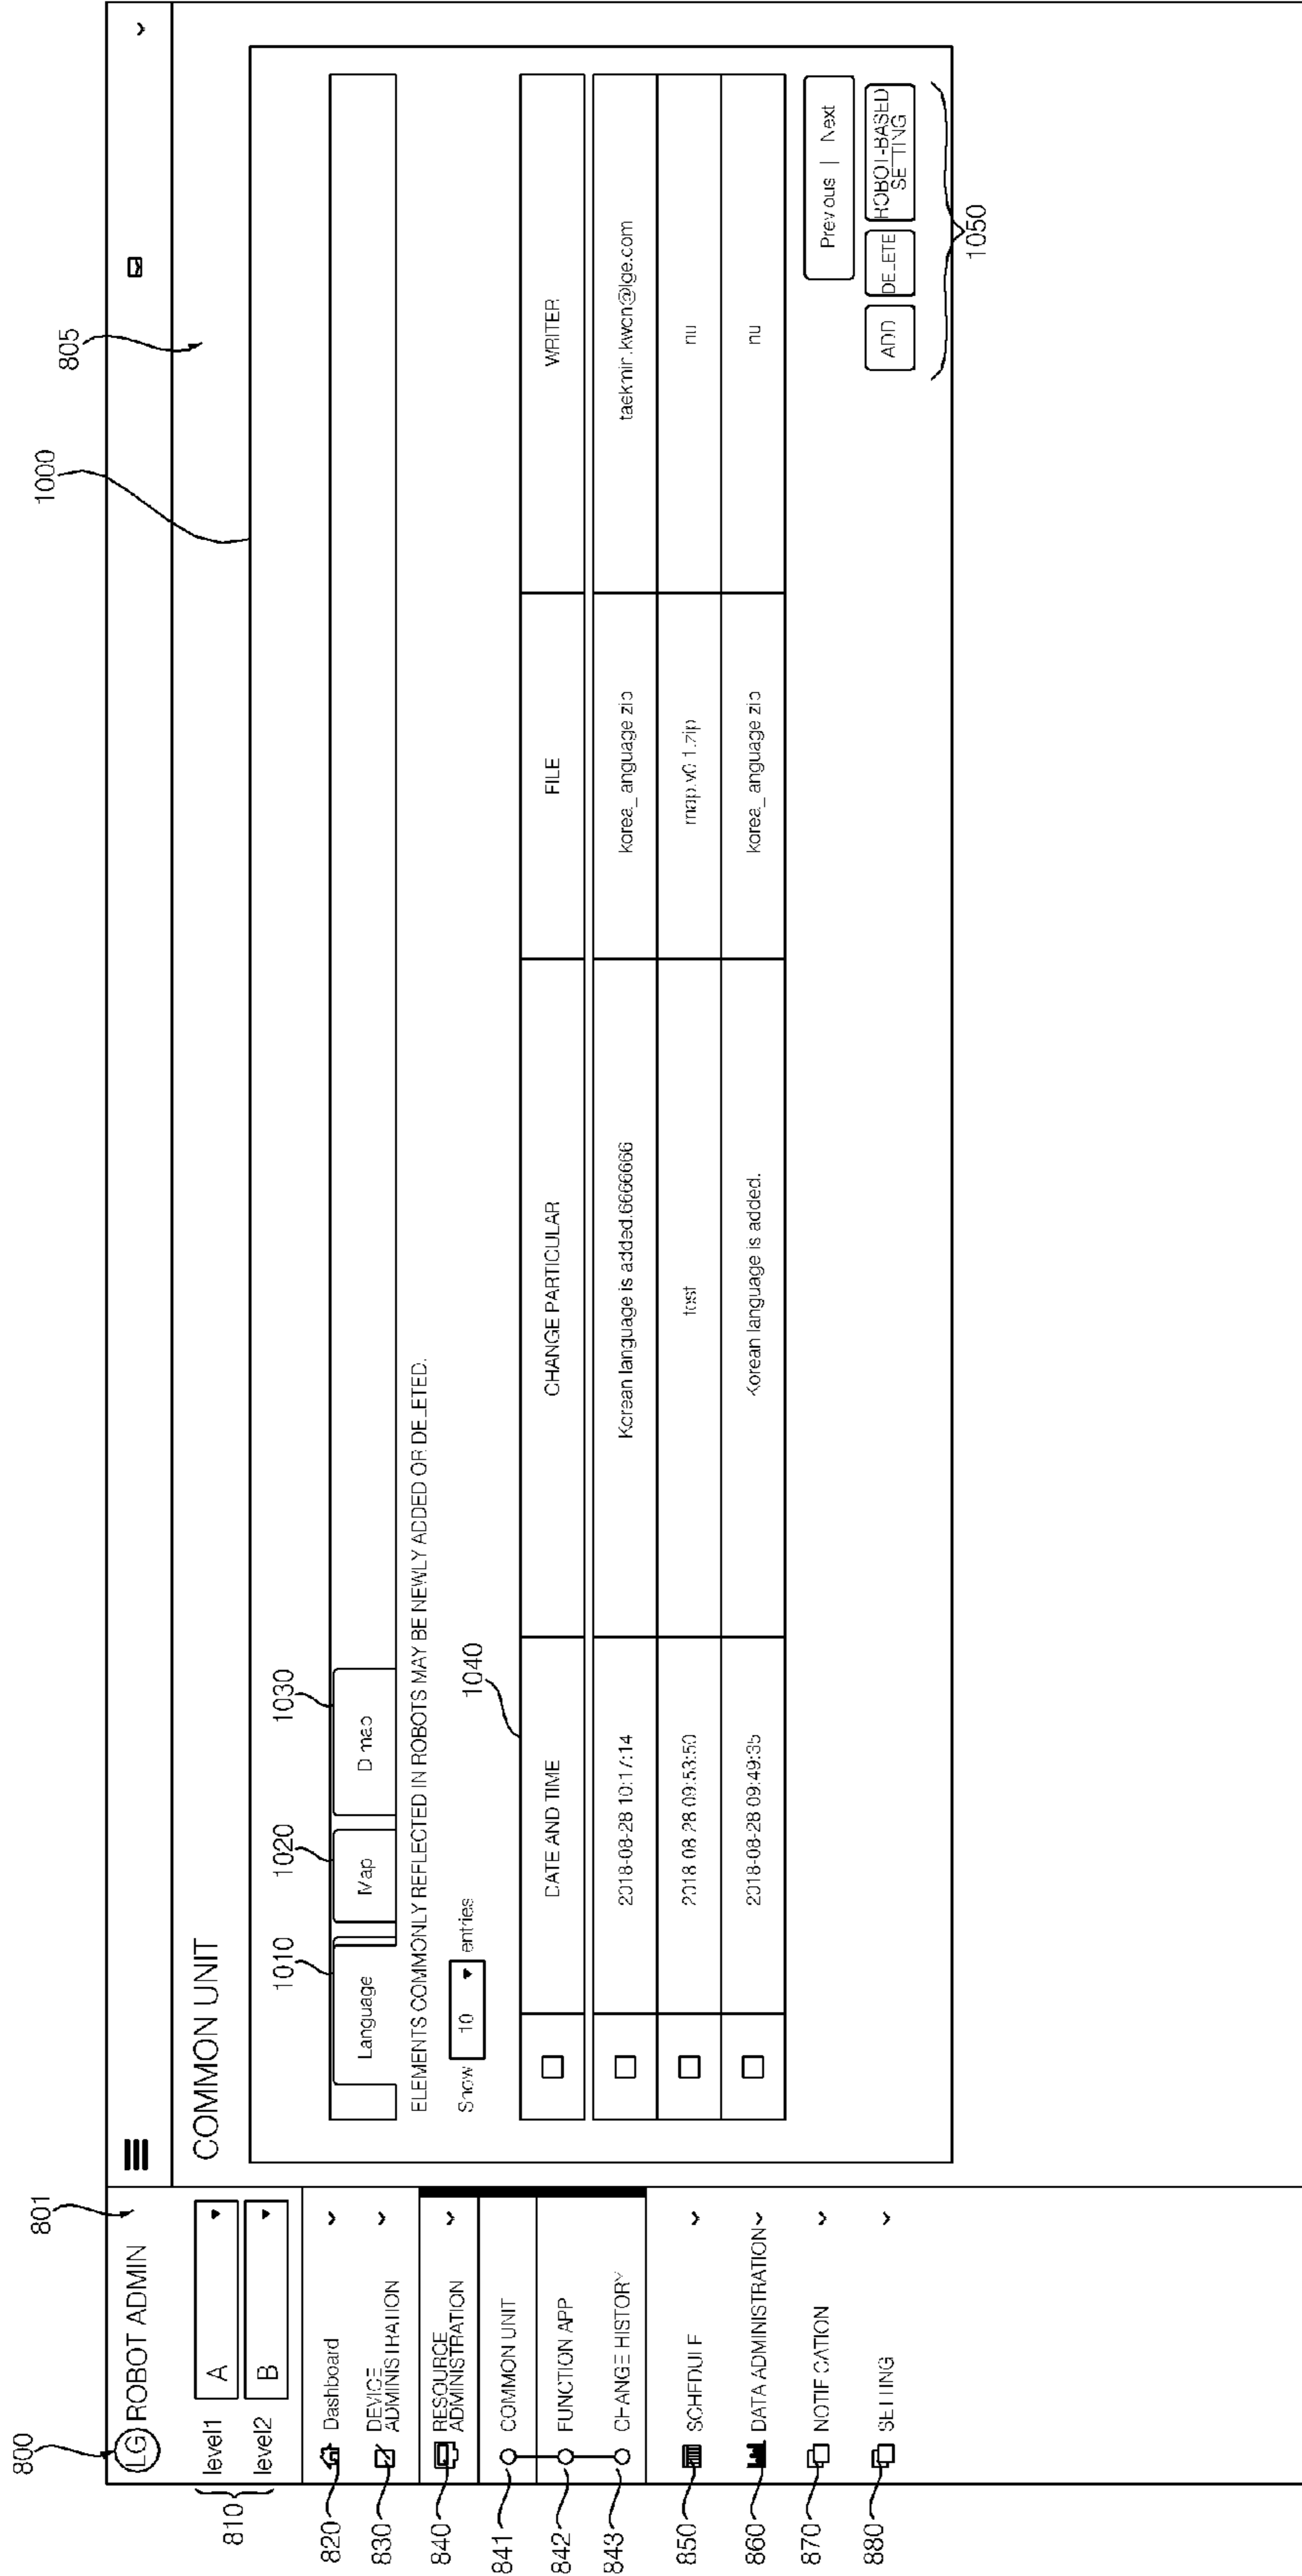 800
801
LG ROBOT ADMIN
805
810
level1 A
level2 B
820 Dashboard
830 DEVICE
ADMINISTRATION
840 RESOURCE
ADMINISTRATION
841 COMMON UNIT
842 FUNCTION APP
843 CHANGE HISTORY
850 SCHEDULE
860 DATA ADMINISTRATION
870 NOTIFICATION
880 SETTING
COMMON UNIT
1000
1010 1020 1030
Language Map D map
ELEMENTS COMMONLY REFLECTED IN ROBOTS MAY BE NEWLY ADDED OR DELETED.
Show 10 entries
1040
DATE AND TIME CHANGE PARTICULAR FILE WRITER
2018-08-28 10:17:14 Korean language is added.6666666 korea_language zip
2018-08-28 09:53:50 test map.v0.1.zip nu
2018-08-28 09:49:35 Korean language is added. korea_language zip nu
Previous | Next
ADD DELETE ROBOT-BASED
SETTING
1050